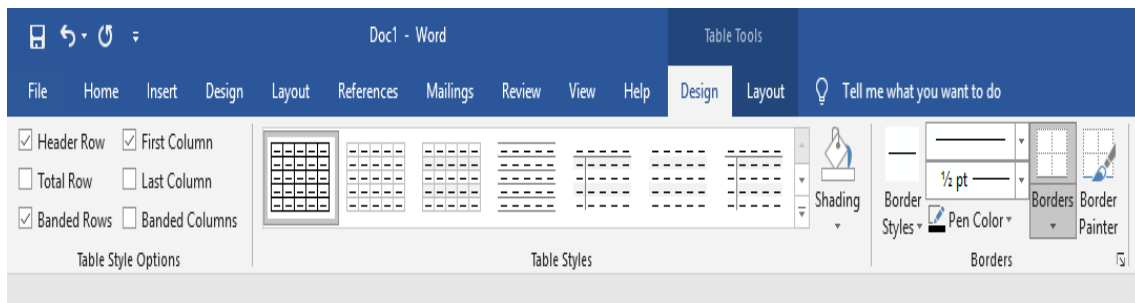 Doc1 - Word
Table Tools
File Home Insert Design Layout References Mailings Review View Help Design Layout Tell me what you want to do
Header Row First Column
Total Row Last Column
Banded Rows Banded Columns
Table Style Options
Table Styles
Shading
Border Styles
½ pt
Pen Color
Borders
Border Painter
Borders